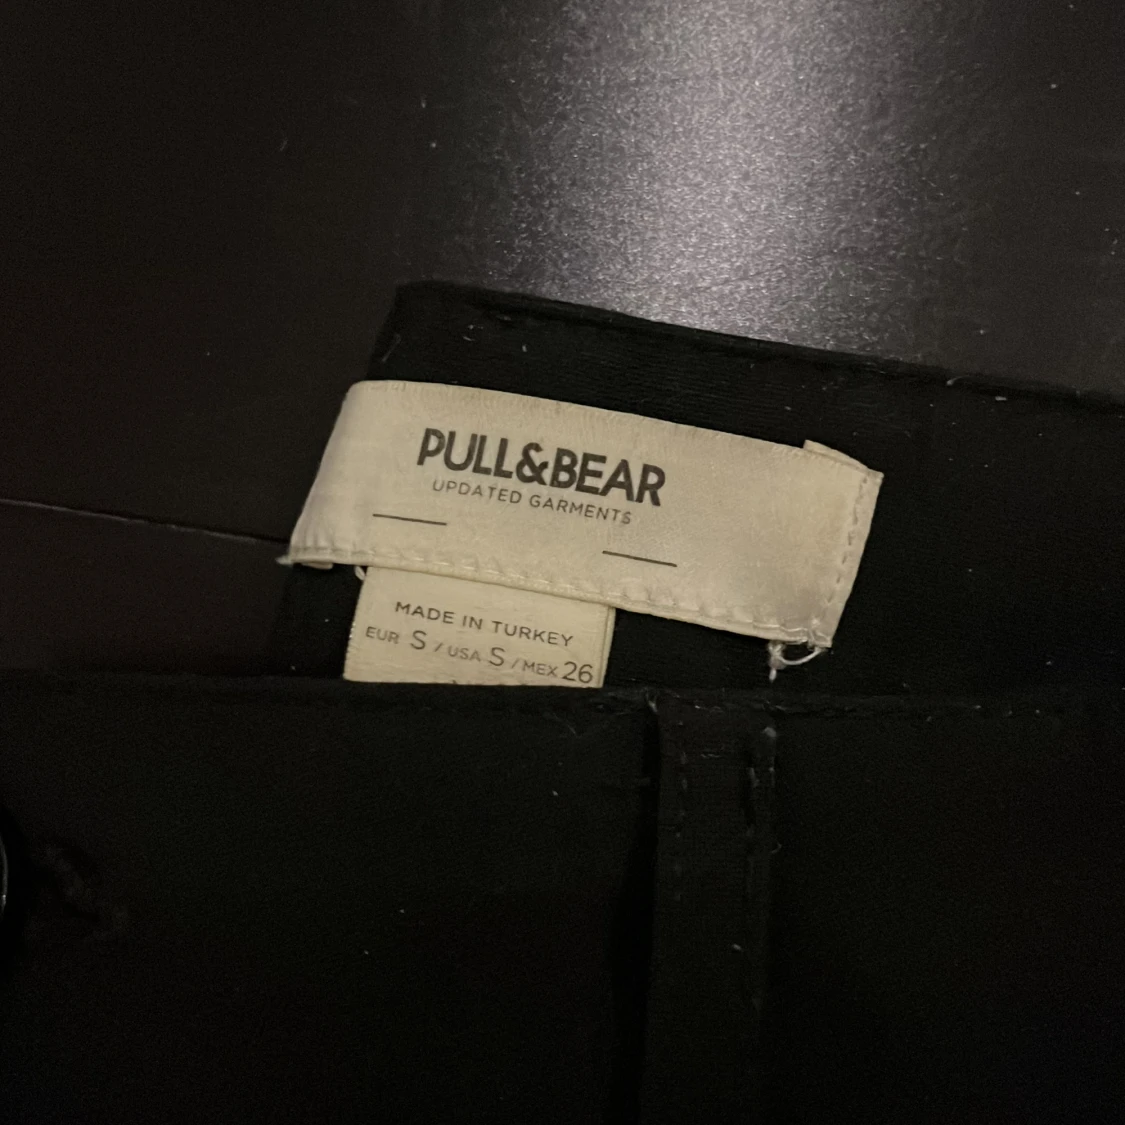 PULL&BEAR
UPDATED GARMENTS
MADE IN TURKEY
EUR S / USA S / MEX 26